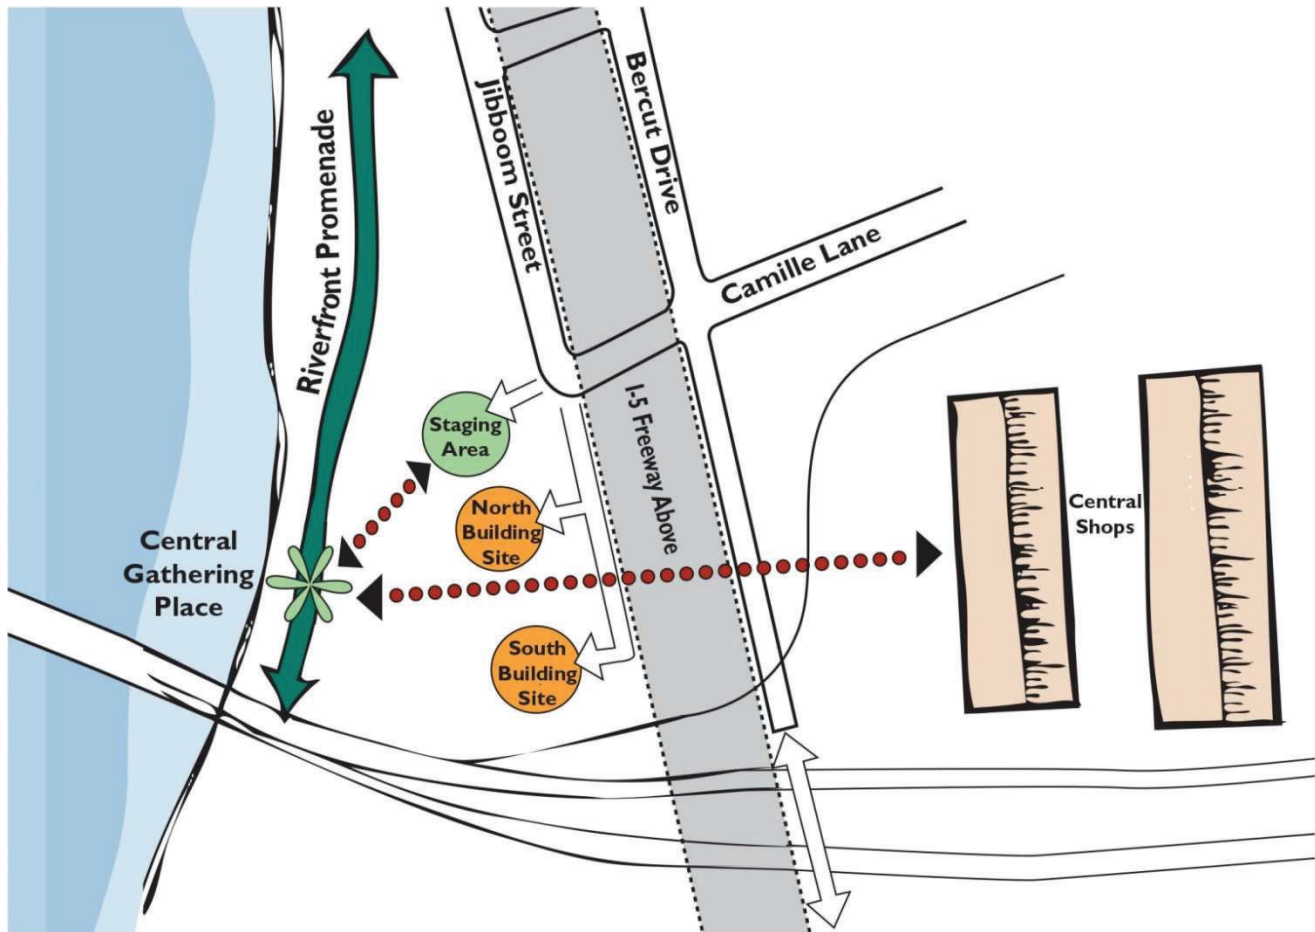 Riverfront Promenade
Jibboom Street
Bercut Drive
Camille Lane
I-5 Freeway Above
Staging
Area
North
Building
Site
South
Building
Site
Central
Gathering
Place
Central
Shops